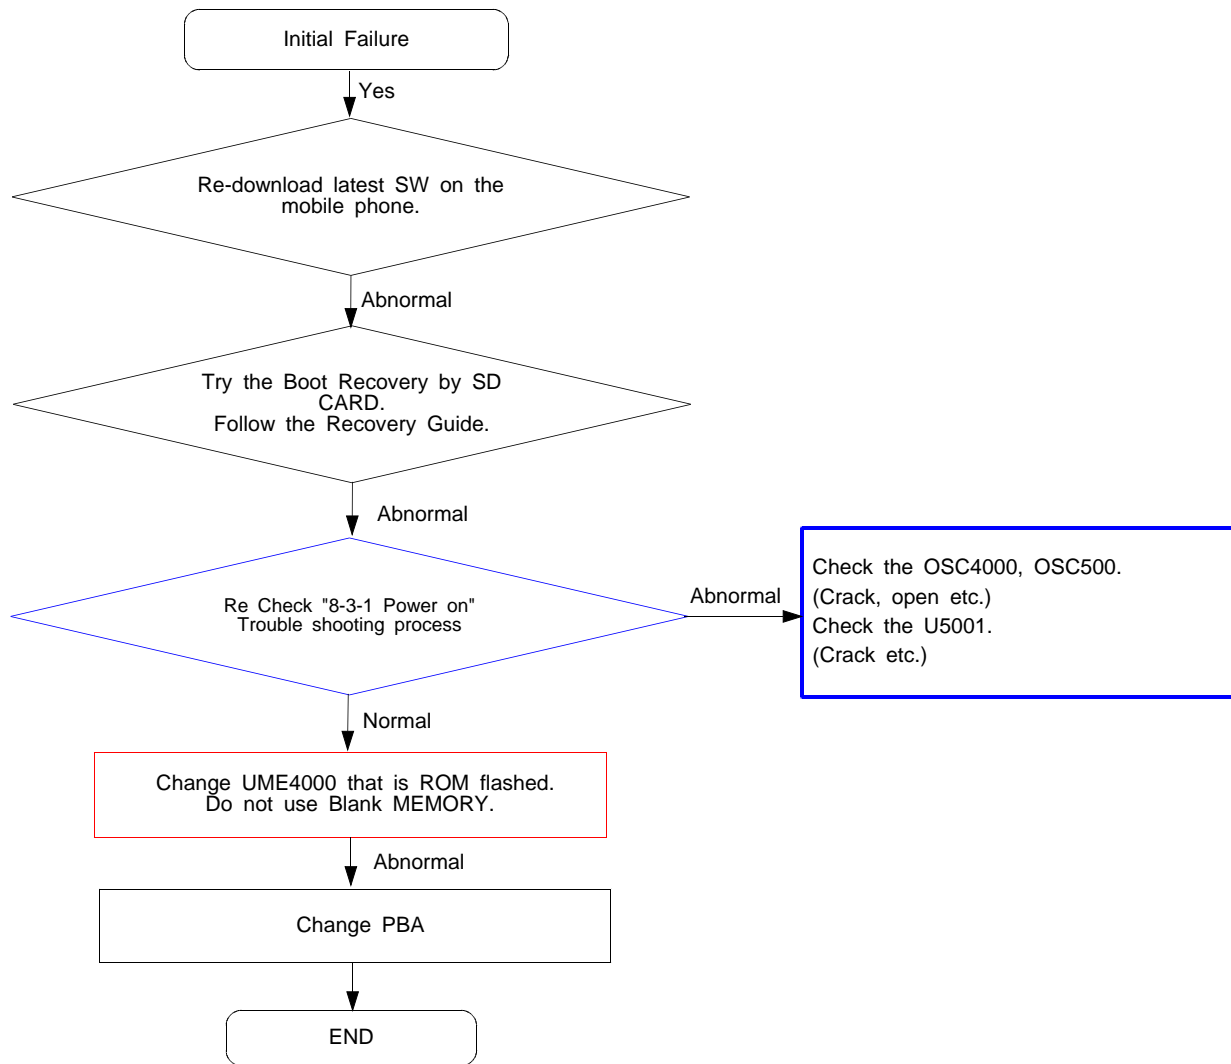 Initial Failure
Yes
Re-download latest SW on the
mobile phone.
Abnormal
Try the Boot Recovery by SD
CARD.
Follow the Recovery Guide.
Abnormal
Re Check "8-3-1 Power on"
Trouble shooting process
Abnormal
Check the OSC4000, OSC500.
(Crack, open etc.)
Check the U5001.
(Crack etc.)
Normal
Change UME4000 that is ROM flashed.
Do not use Blank MEMORY.
Abnormal
Change PBA
END